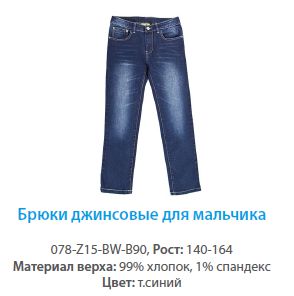 Брюки джинсовые для мальчика
078-Z15-BW-B90, Рост: 140-164
Материал верха: 99% хлопок, 1% спандекс
Цвет: т.синий